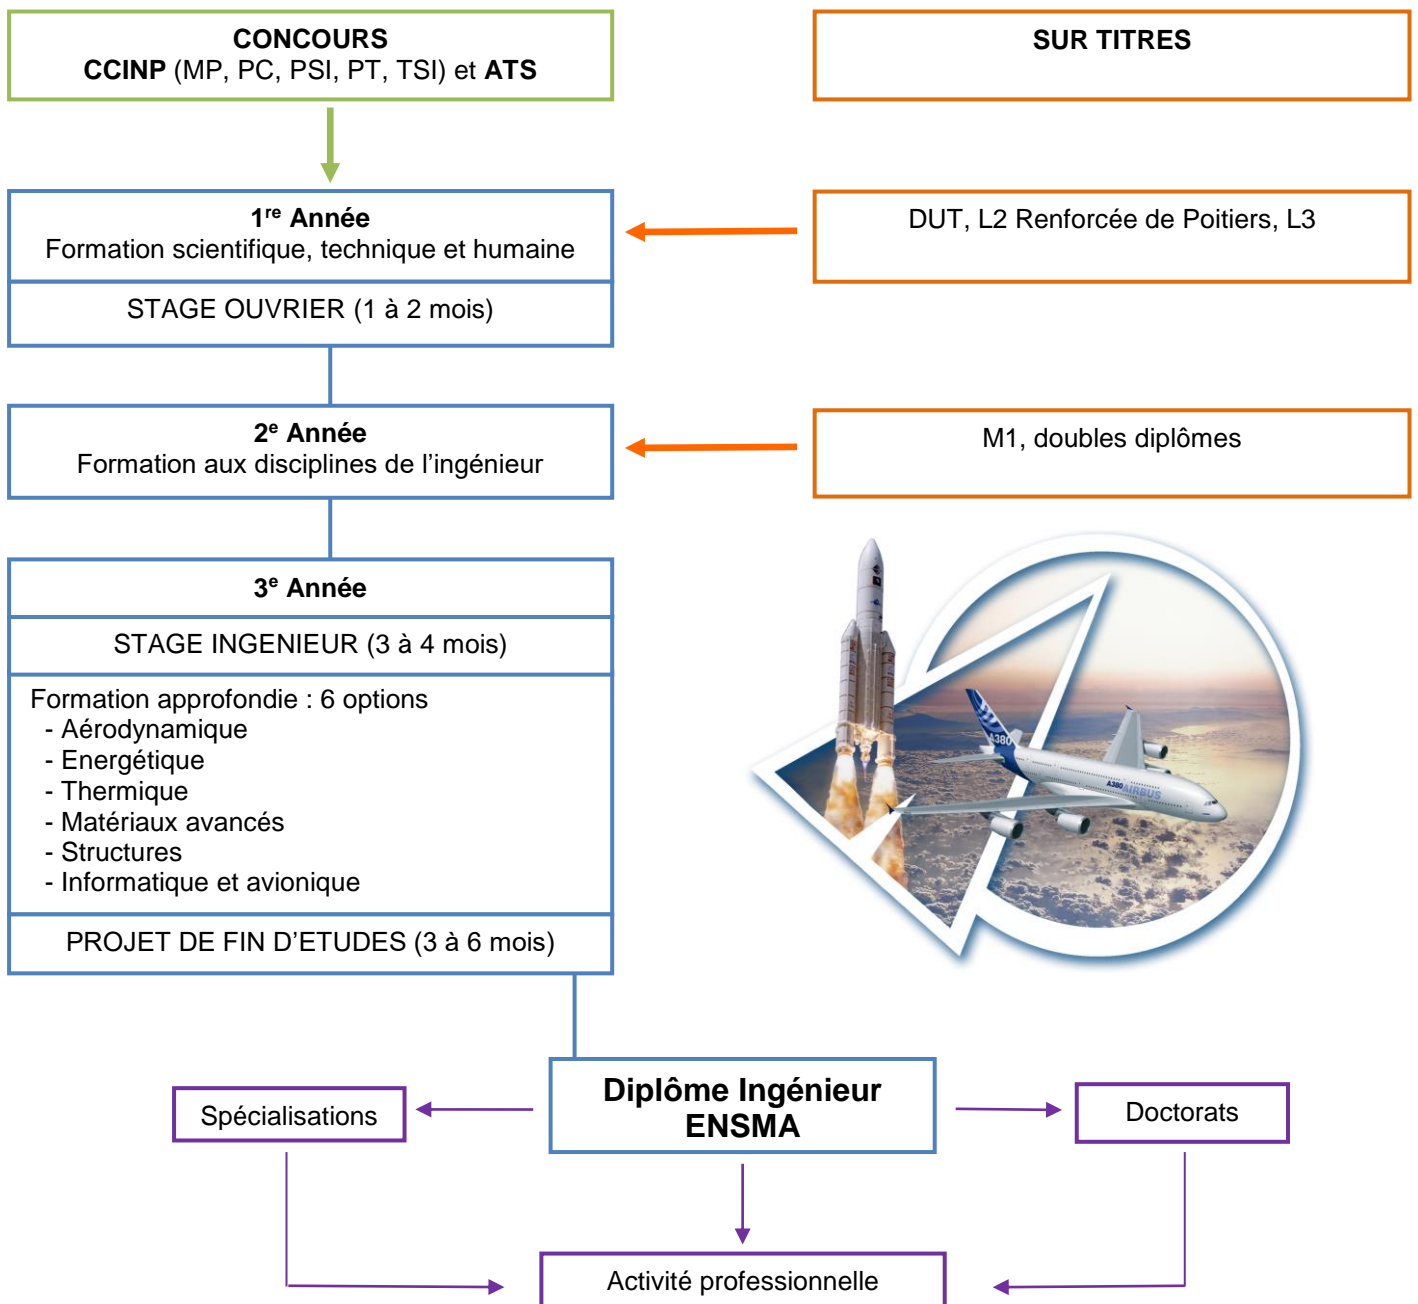 CONCOURS
CCINP (MP, PC, PSI, PT, TSI) et ATS
SUR TITRES
1re Année
Formation scientifique, technique et humaine
DUT, L2 Renforcée de Poitiers, L3
STAGE OUVRIER (1 à 2 mois)
2e Année
Formation aux disciplines de l’ingénieur
M1, doubles diplômes
3e Année
STAGE INGENIEUR (3 à 4 mois)
Formation approfondie : 6 options
- Aérodynamique
- Energétique
- Thermique
- Matériaux avancés
- Structures
- Informatique et avionique
PROJET DE FIN D’ETUDES (3 à 6 mois)
A380
A380 AIRBUS
Diplôme Ingénieur
ENSMA
Spécialisations
Doctorats
Activité professionnelle